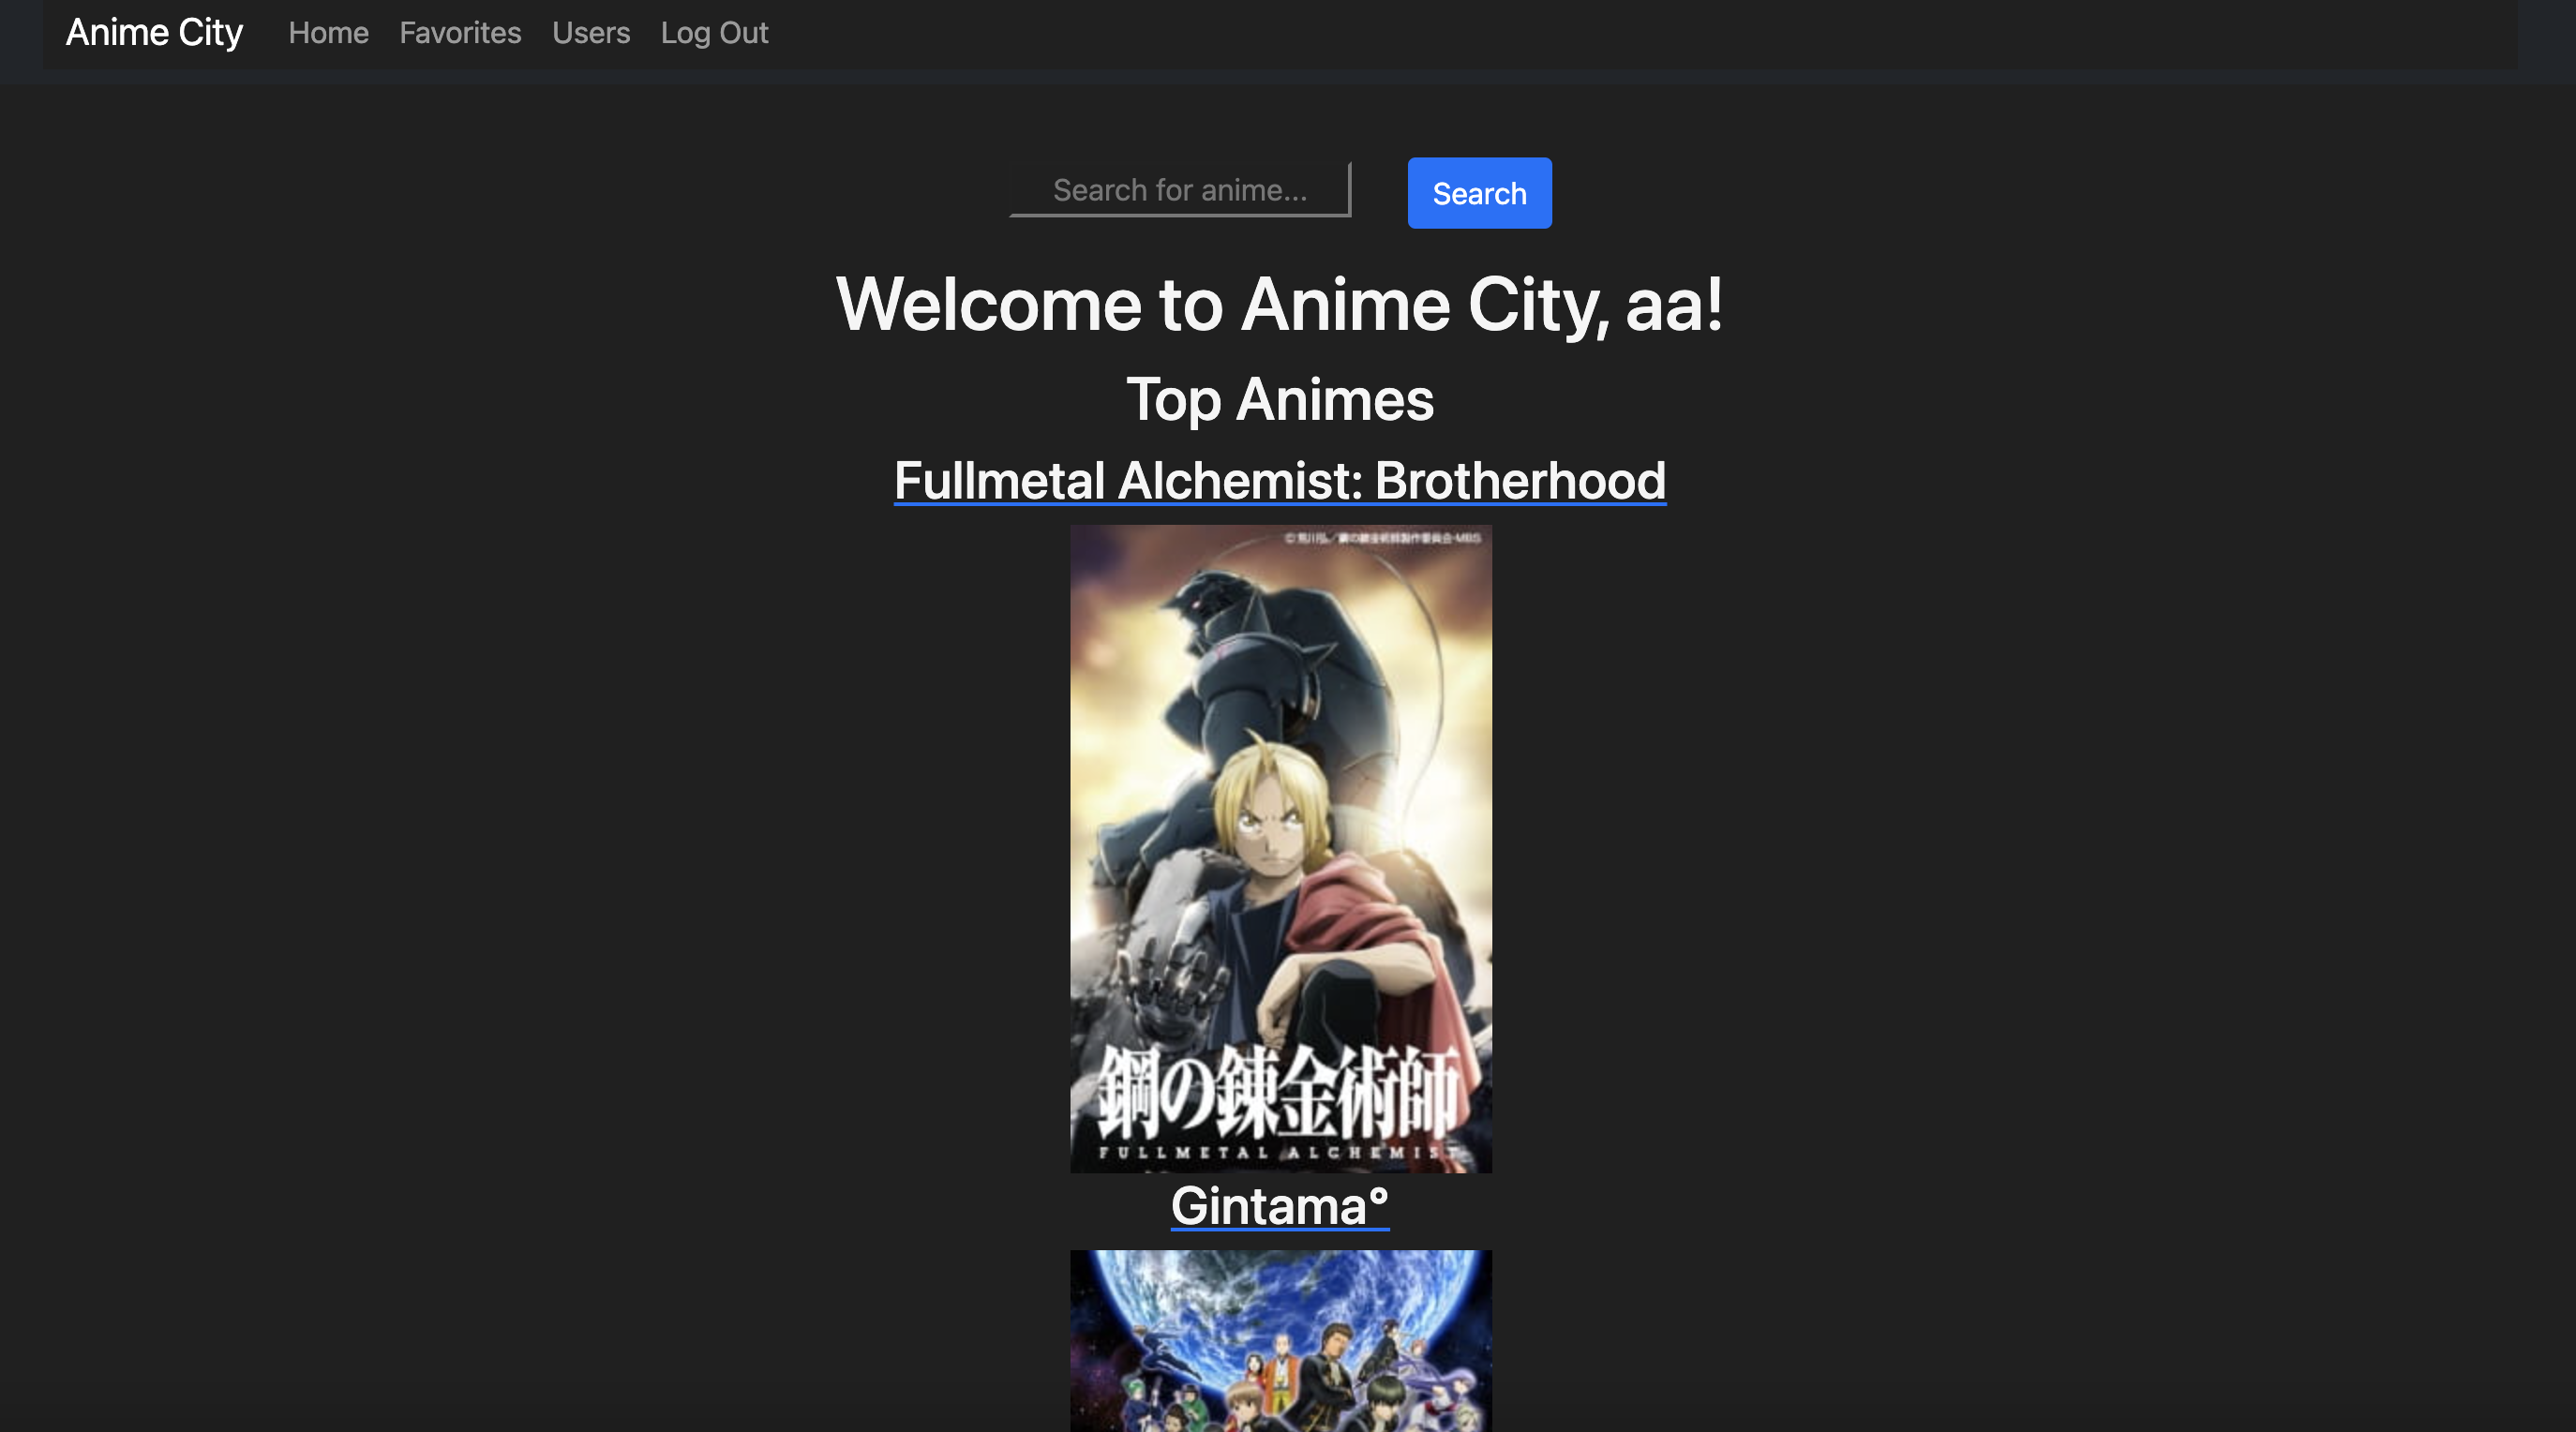 Anime City Home Favorites Users Log Out
Search for anime... Search
Welcome to Anime City, aa!
Top Animes
Fullmetal Alchemist: Brotherhood
鋼の錬金術師
FULLMETAL ALCHEMIST
Gintama°